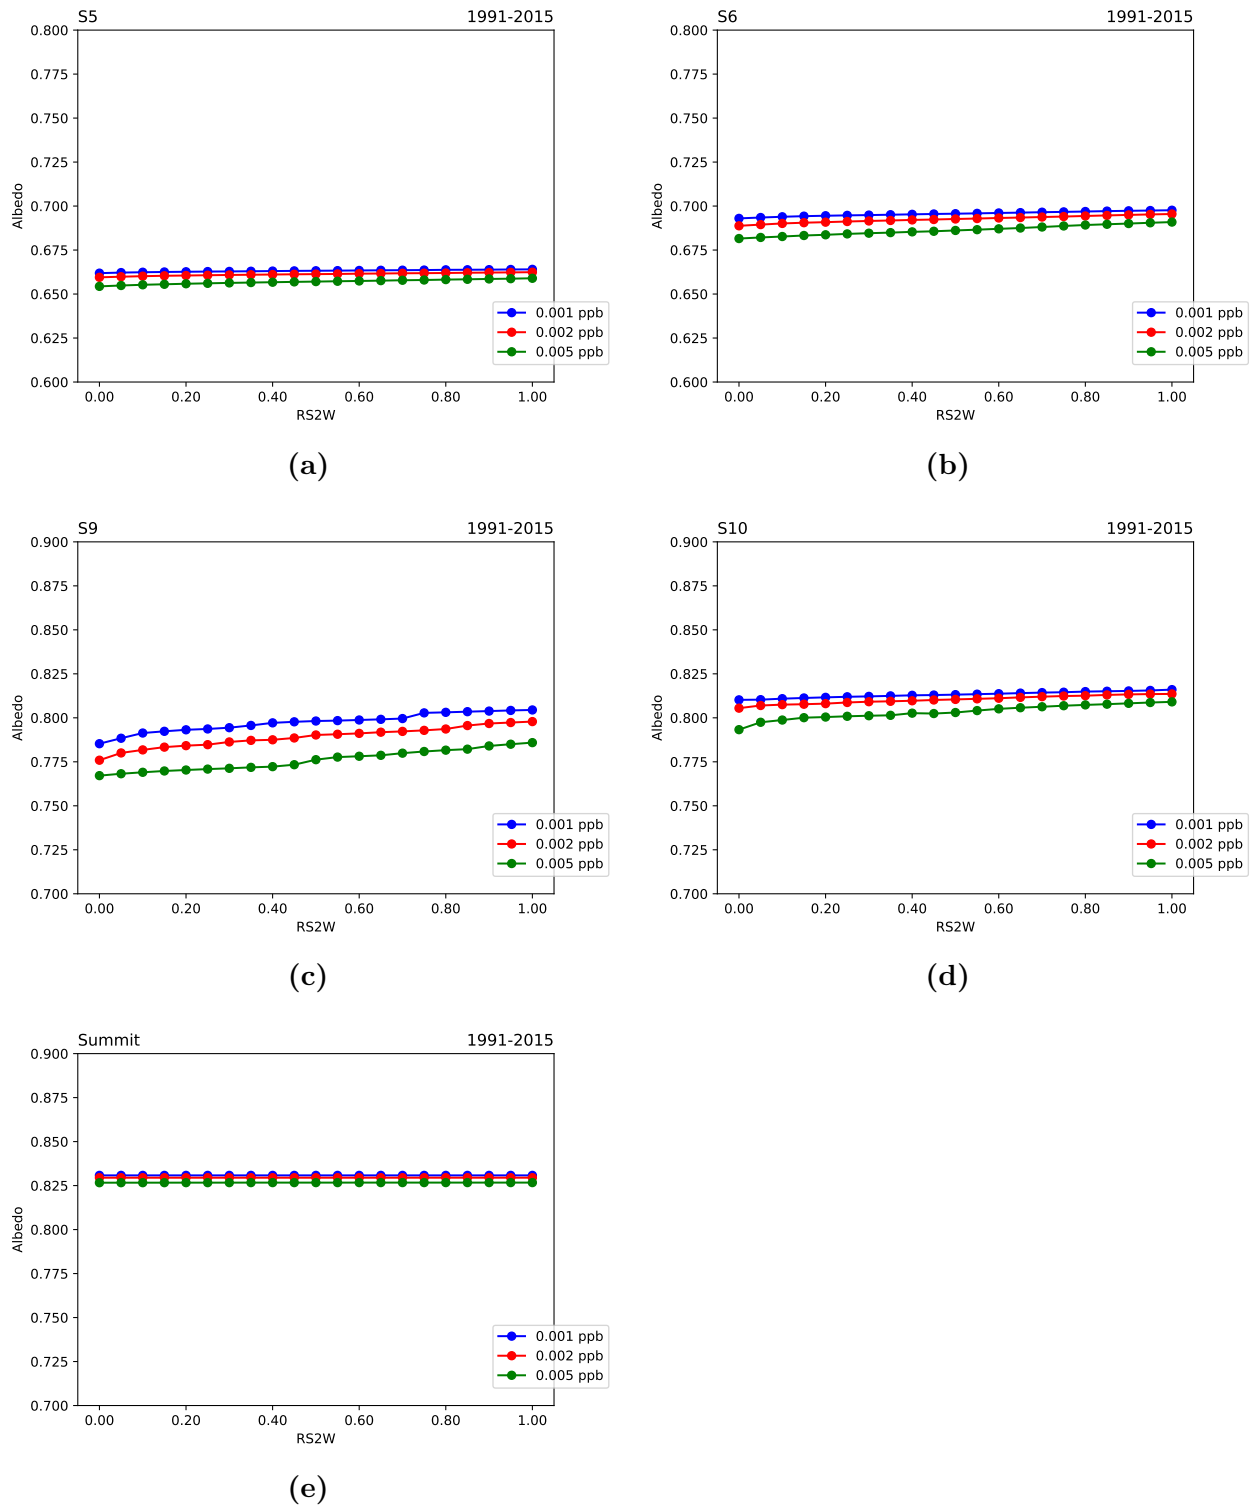 S5 1991-2015
0.800
0.775
0.750
0.725
0.700
0.675
0.650
0.625
0.600
Albedo
0.001 ppb
0.002 ppb
0.005 ppb
0.00 0.20 0.40 0.60 0.80 1.00
RS2W
(a)
S6 1991-2015
0.800
0.775
0.750
0.725
0.700
0.675
0.650
0.625
0.600
Albedo
0.001 ppb
0.002 ppb
0.005 ppb
0.00 0.20 0.40 0.60 0.80 1.00
RS2W
(b)
S9 1991-2015
0.900
0.875
0.850
0.825
0.800
0.775
0.750
0.725
0.700
Albedo
0.001 ppb
0.002 ppb
0.005 ppb
0.00 0.20 0.40 0.60 0.80 1.00
RS2W
(c)
S10 1991-2015
0.900
0.875
0.850
0.825
0.800
0.775
0.750
0.725
0.700
Albedo
0.001 ppb
0.002 ppb
0.005 ppb
0.00 0.20 0.40 0.60 0.80 1.00
RS2W
(d)
Summit 1991-2015
0.900
0.875
0.850
0.825
0.800
0.775
0.750
0.725
0.700
Albedo
0.001 ppb
0.002 ppb
0.005 ppb
0.00 0.20 0.40 0.60 0.80 1.00
RS2W
(e)